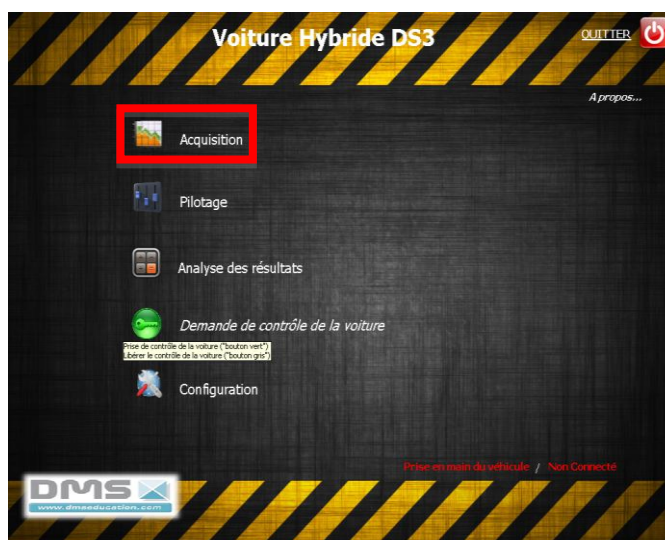 Voiture Hybride DS3
QUITTER
A propos...
Acquisition
Pilotage
Analyse des résultats
Demande de contrôle de la voiture
Prise de contrôle de la voiture ("bouton vert")
Libérer le contrôle de la voiture ("bouton gris")
Configuration
Prise en main du véhicule / Non Connecté
DMS
www.dmseducation.com